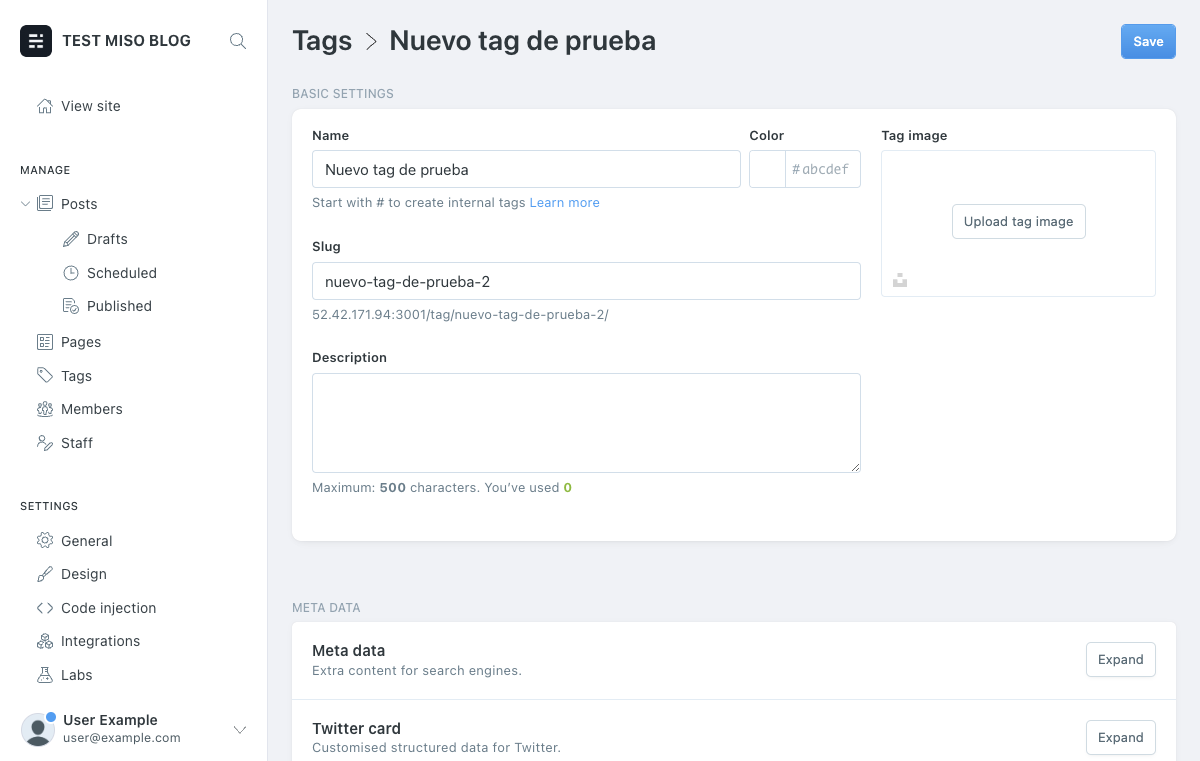 TEST MISO BLOG
View site
MANAGE
Posts
Drafts
Scheduled
Published
Pages
Tags
Members
Staff
SETTINGS
General
Design
Code injection
Integrations
Labs
User Example
user@example.com
Tags > Nuevo tag de prueba
Save
BASIC SETTINGS
Name
Nuevo tag de prueba
Start with # to create internal tags Learn more
Color
#abcdef
Slug
nuevo-tag-de-prueba-2
52.42.171.94:3001/tag/nuevo-tag-de-prueba-2/
Description
Maximum: 500 characters. You’ve used 0
Tag image
Upload tag image
META DATA
Meta data
Extra content for search engines.
Expand
Twitter card
Customised structured data for Twitter.
Expand